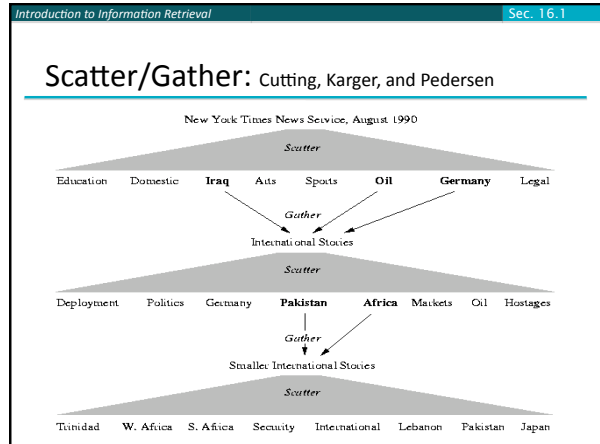 Introduction to Information Retrieval Sec. 16.1
Scatter/Gather: Cutting, Karger, and Pedersen
New York Times News Service, August 1990
Scatter
Education Domestic Iraq Arts Sports Oil Germany Legal
Gather
International Stories
Scatter
Deployment Politics Germany Pakistan Africa Markets Oil Hostages
Gather
Smaller International Stories
Scatter
Trinidad W. Africa S. Africa Security International Lebanon Pakistan Japan